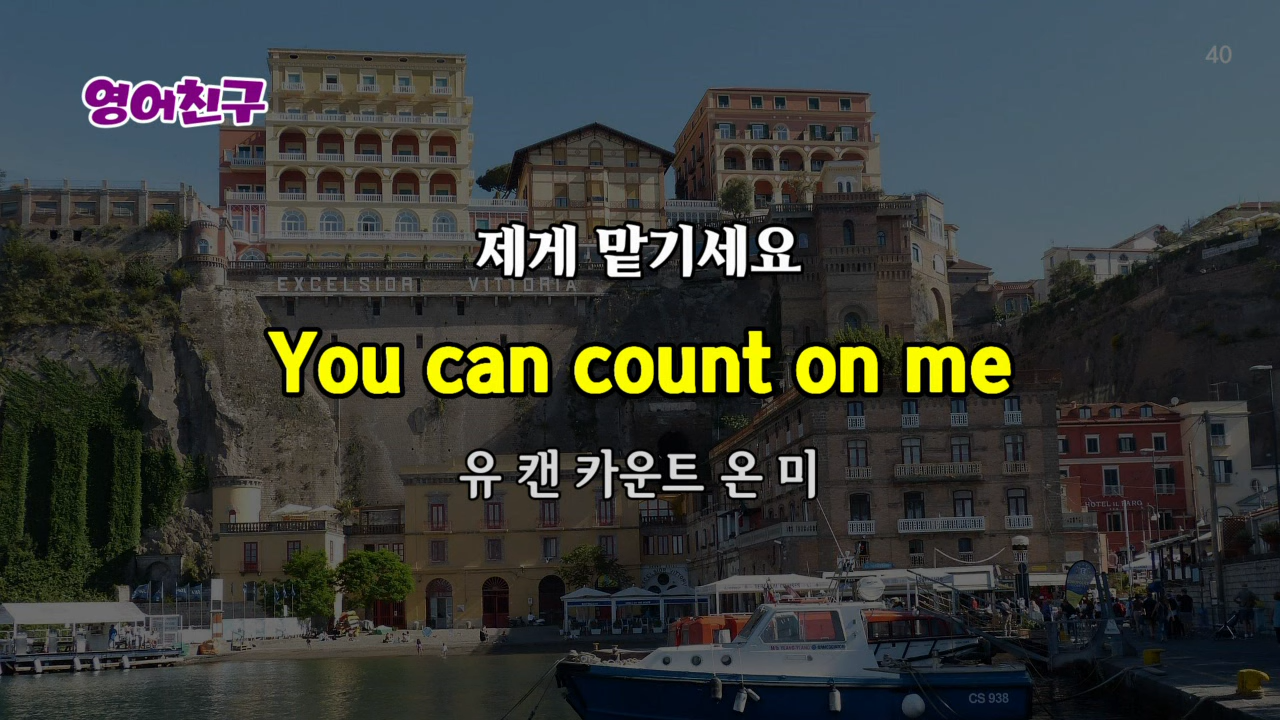 40
영어친구
제게 맡기세요
EXCELSIOR VITTORIA
You can count on me
유 캔 카운트 온 미
CS 938